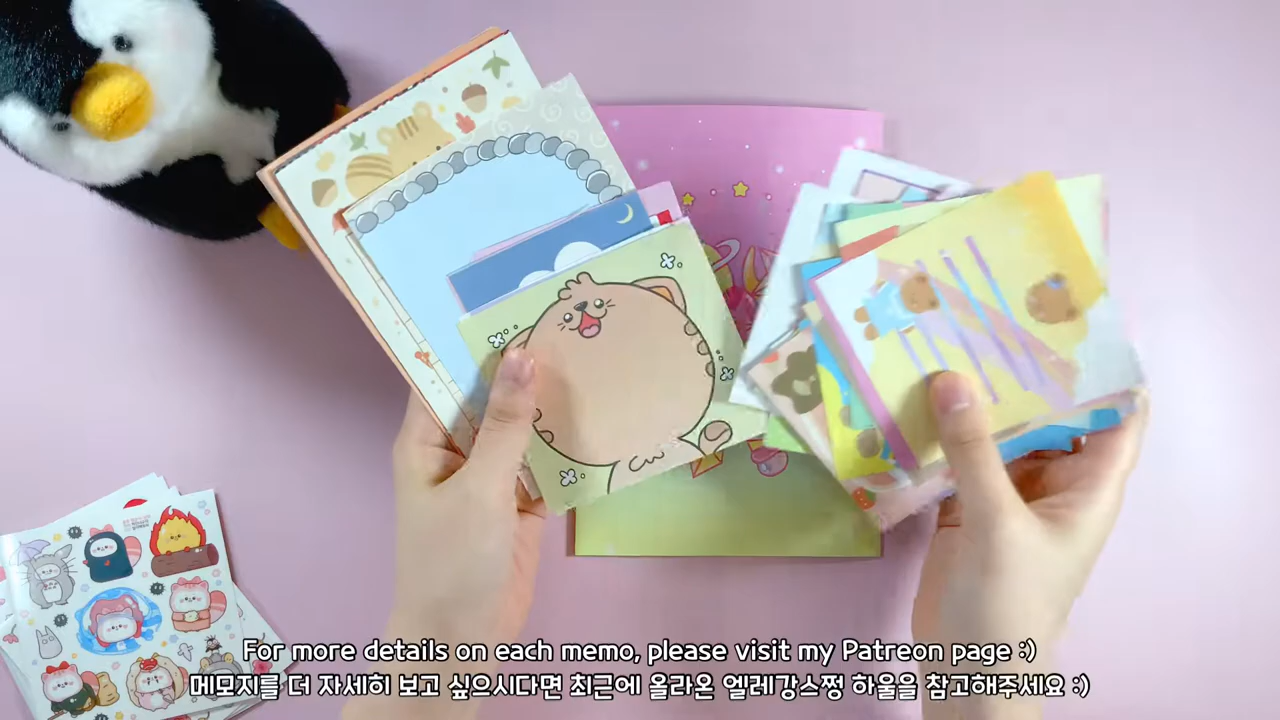 For more details on each memo, please visit my Patreon page :)
메모지를 더 자세히 보고 싶으시다면 최근에 올라온 엘레강스쩡 하울을 참고해주세요 :)